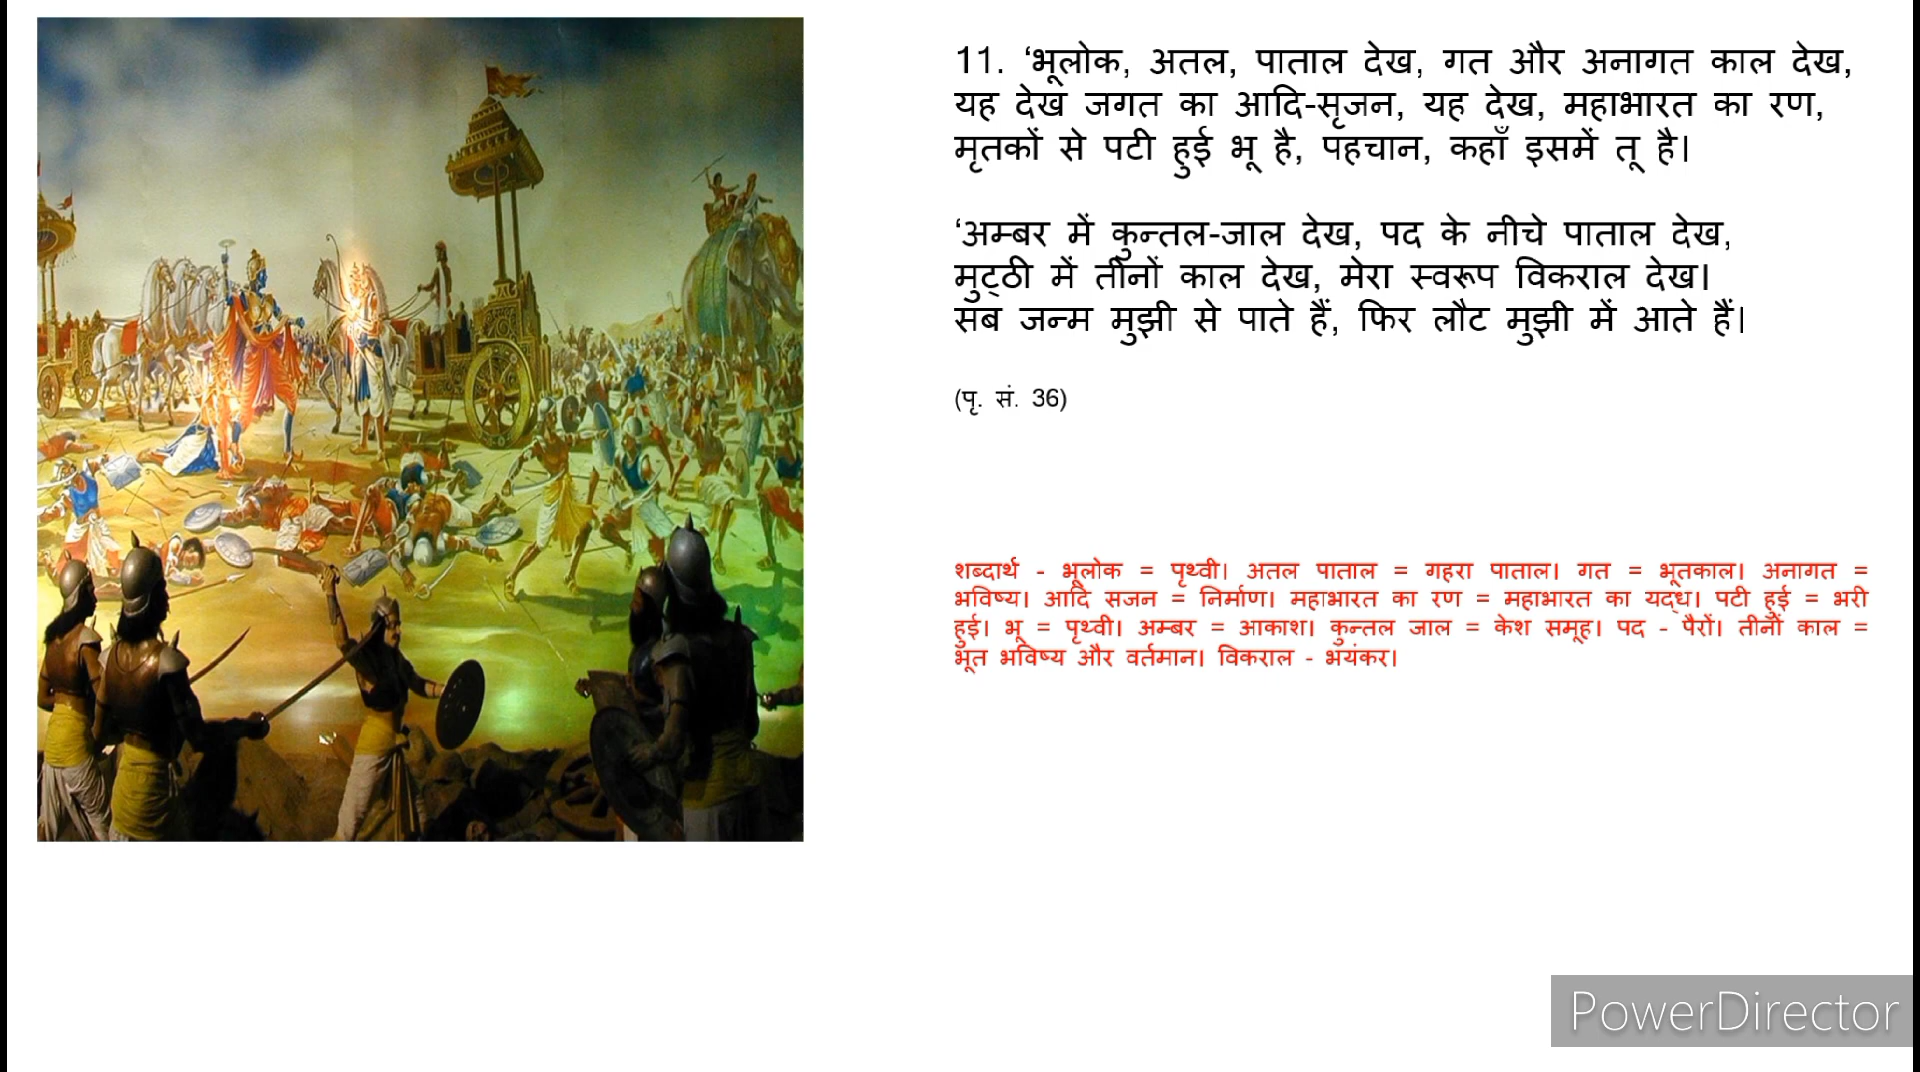 11. ‘भूलोक, अतल, पाताल देख, गत और अनागत काल देख,
यह देख जगत का आदि-सृजन, यह देख, महाभारत का रण,
मृतकों से पटी हुई भू है, पहचान, कहाँ इसमें तू है।
‘अम्बर में कुन्तल-जाल देख, पद के नीचे पाताल देख,
मुट्ठी में तीनों काल देख, मेरा स्वरूप विकराल देख।
सब जन्म मुझी से पाते हैं, फिर लौट मुझी में आते हैं।
(पृ. सं. 36)
शब्दार्थ - भूलोक = पृथ्वी। अतल पाताल = गहरा पाताल। गत = भूतकाल। अनागत =
भविष्य। आदि सजन = निर्माण। महाभारत का रण = महाभारत का यद्ध। पटी हुई = भरी
हुई। भू = पृथ्वी। अम्बर = आकाश। कुन्तल जाल = केश समूह। पद - पैरों। तीनों काल =
भूत भविष्य और वर्तमान। विकराल - भयंकर।
PowerDirector